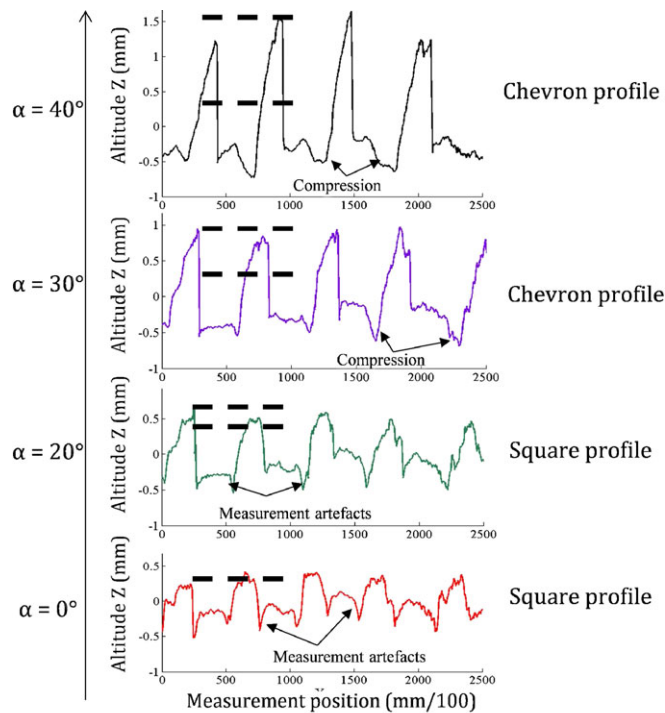 α = 40°
Altitude Z (mm)
1.5
1
0.5
0
-0.5
-1
0 500 1000 1500 2000 2500
Compression
Chevron profile
α = 30°
Altitude Z (mm)
1
0.5
0
-0.5
-1
0 500 1000 1500 2000 2500
Compression
Chevron profile
α = 20°
Altitude Z (mm)
0.5
0
-0.5
-1
0 500 1000 1500 2000 2500
Measurement artefacts
Square profile
α = 0°
Altitude Z (mm)
0.5
0
-0.5
-1
0 500 1000 1500 2000 2500
Measurement artefacts
Square profile
Measurement position (mm/100)